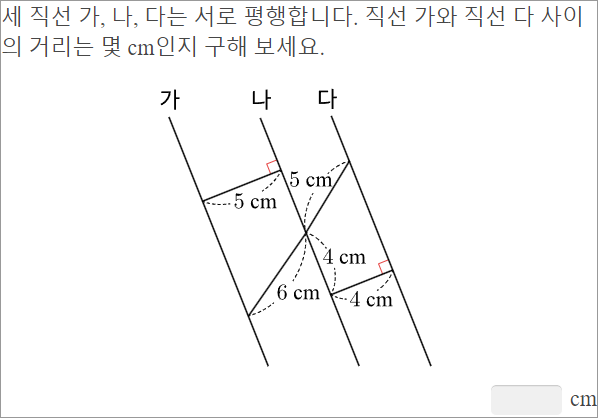 세 직선 가, 나, 다는 서로 평행합니다. 직선 가와 직선 다 사이
의 거리는 몇 cm인지 구해 보세요.
가 나 다
5 cm
5 cm
4 cm
6 cm
4 cm
cm